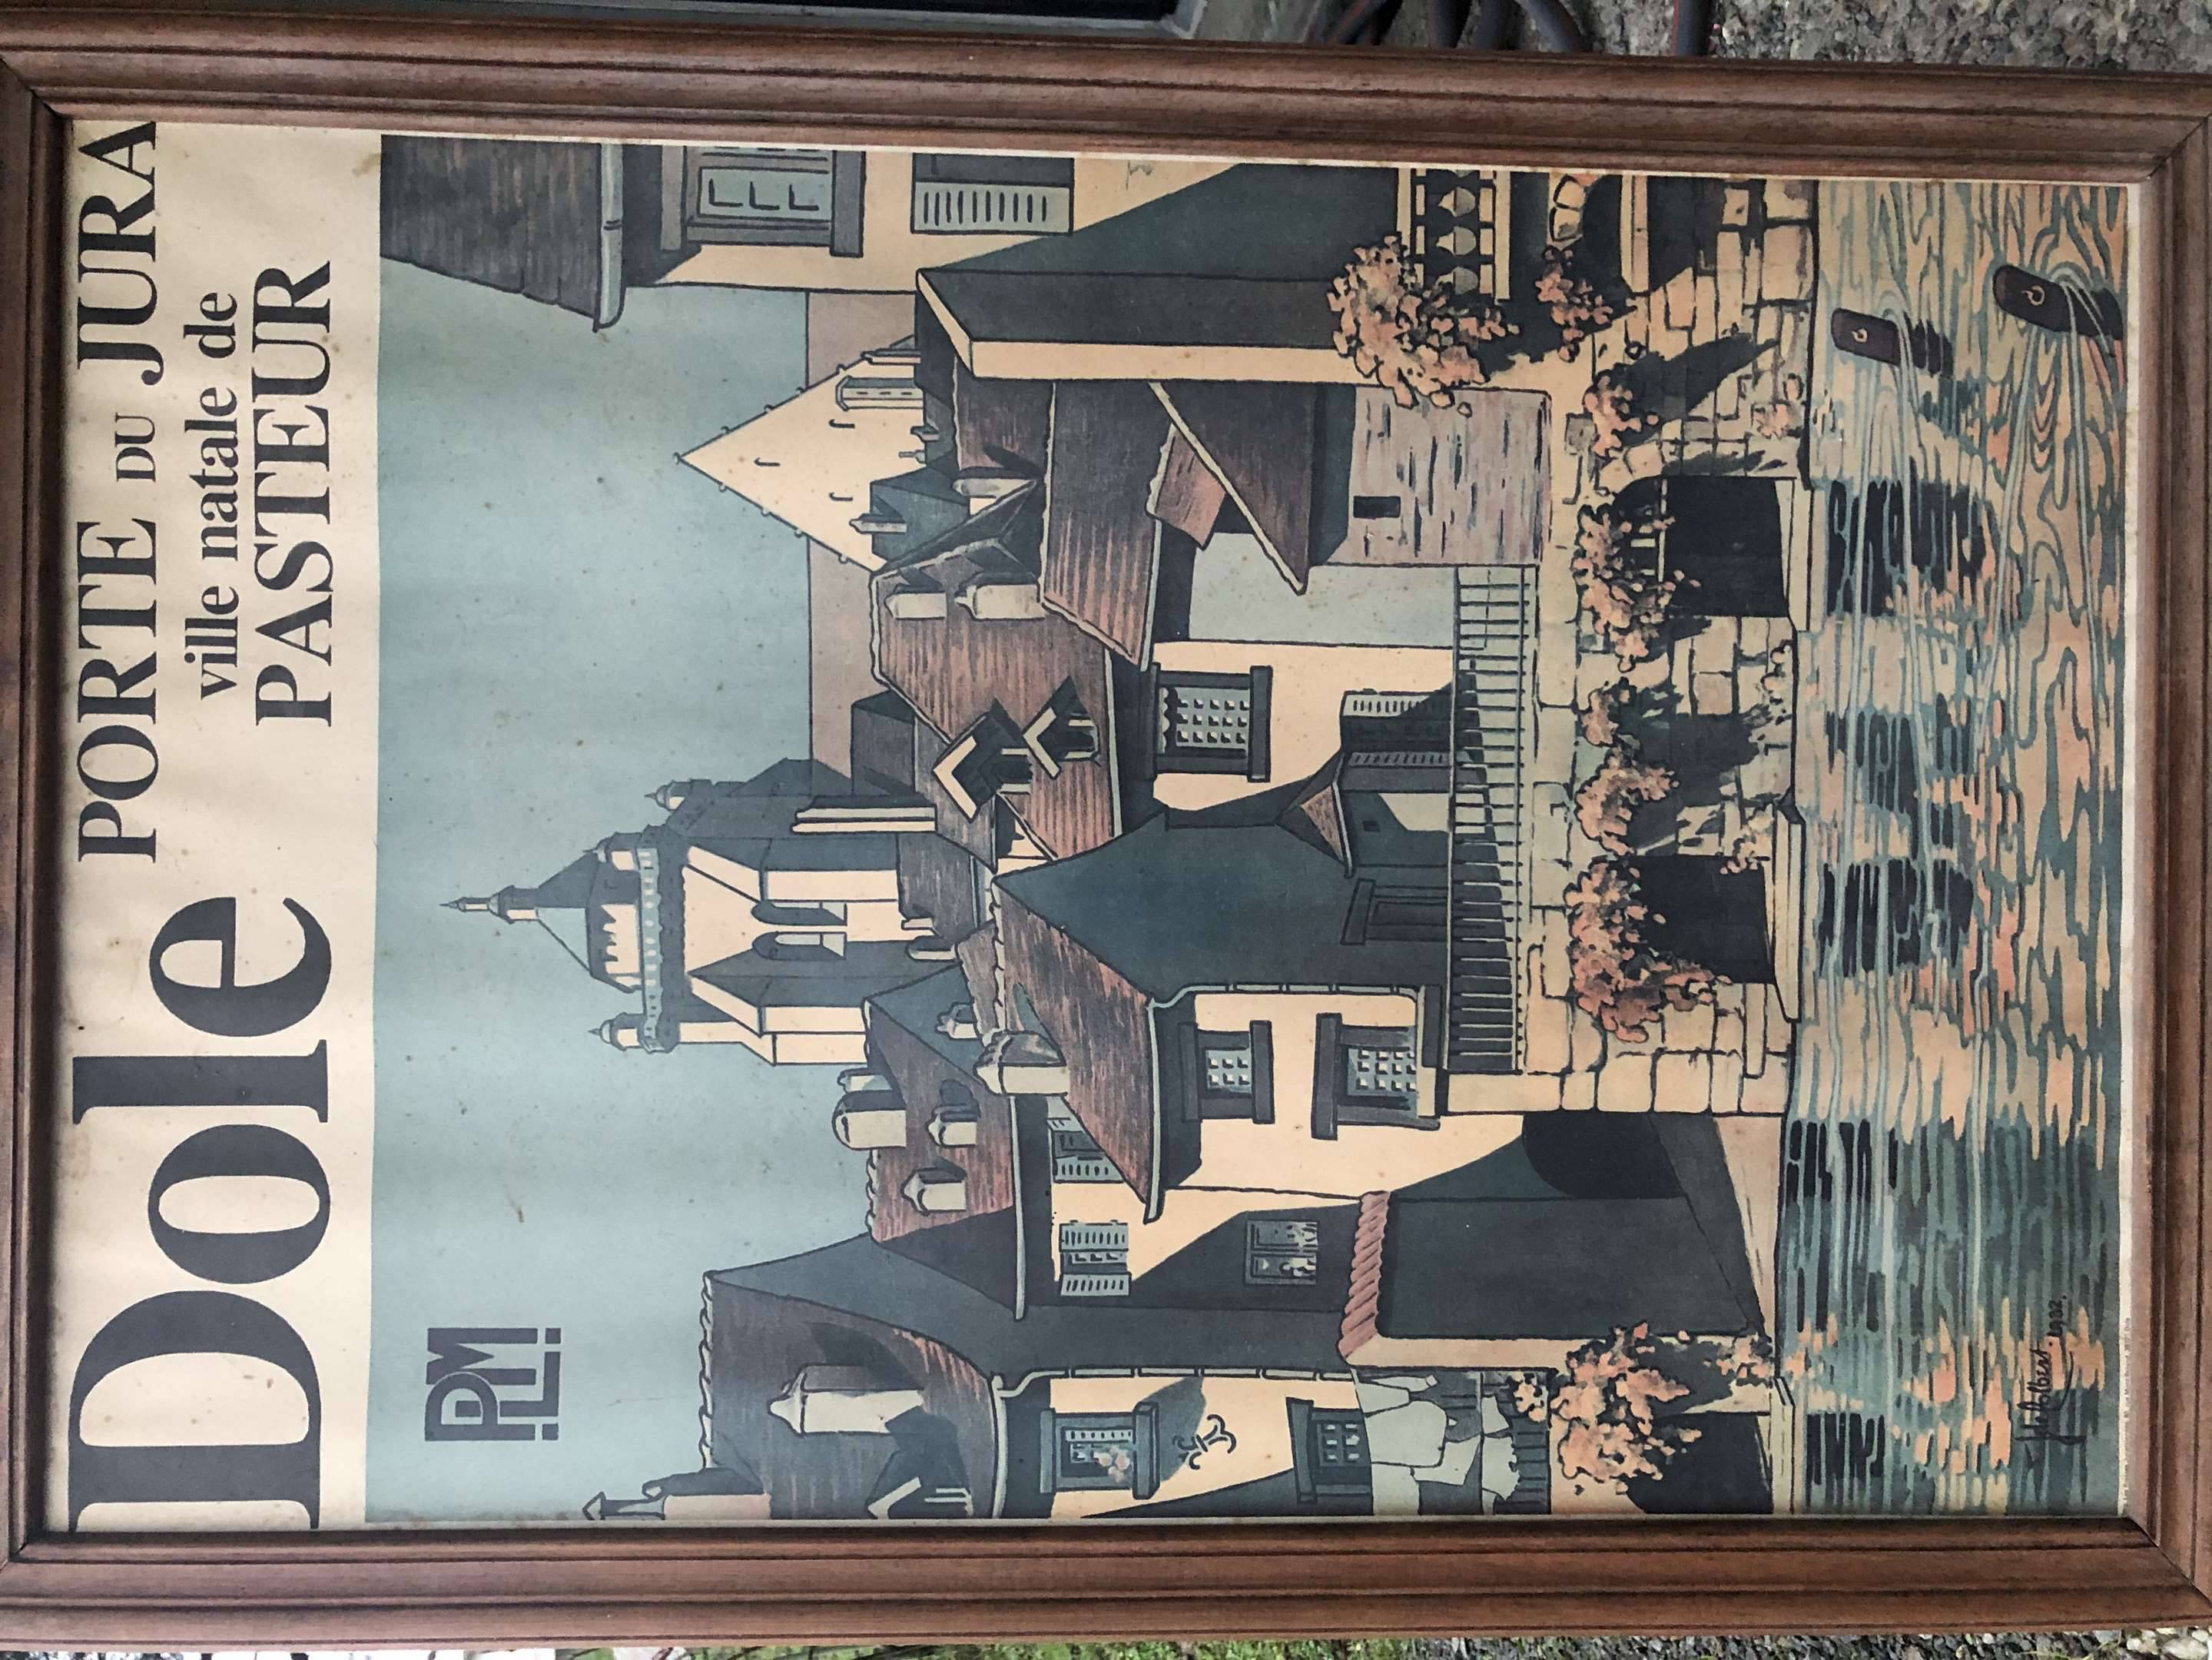 Dole
PORTE DU JURA
ville natale de
PASTEUR
PLM